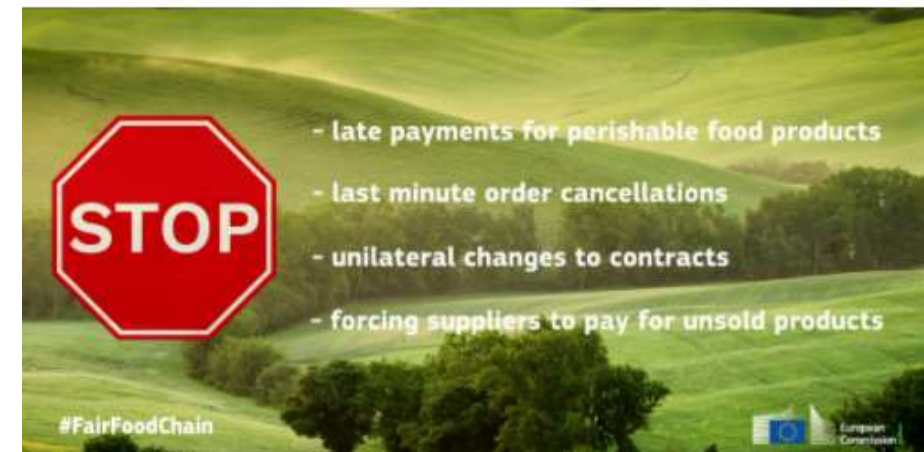 STOP
- late payments for perishable food products
- last minute order cancellations
- unilateral changes to contracts
- forcing suppliers to pay for unsold products
#FairFoodChain
European
Commission